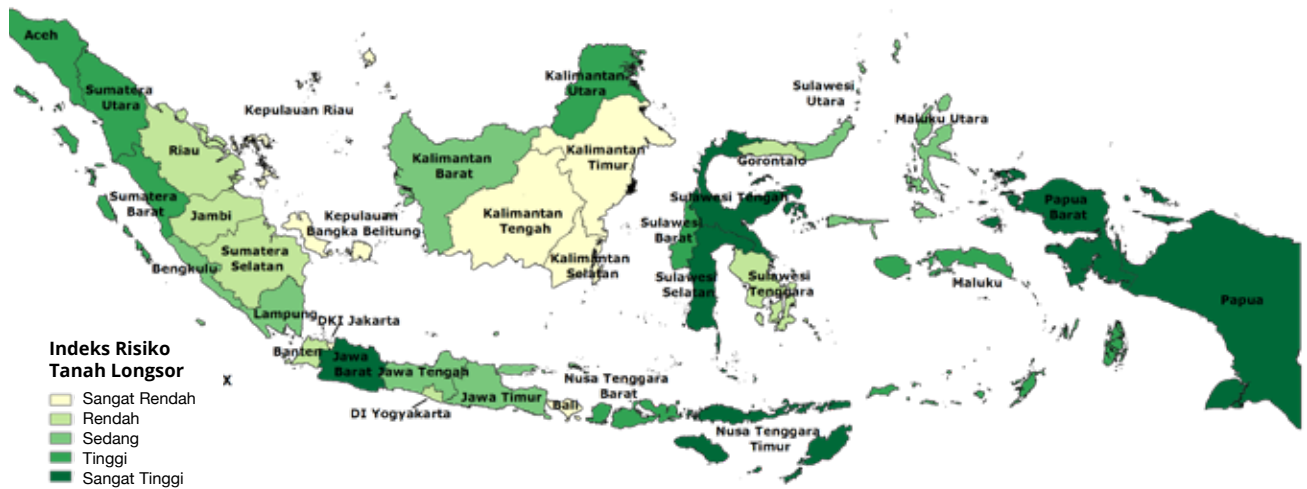 Aceh
Sumatera
Utara
Kepulauan Riau
Riau
Sumatera
Barat
Jambi
Kepulauan
Bangka Belitung
Sumatera
Selatan
Bengkulu
Lampung
DKI Jakarta
Banten
Jawa
Barat
Jawa Tengah
DI Yogyakarta
Jawa Timur
Bali
Nusa Tenggara
Barat
Nusa Tenggara
Timur
Kalimantan
Utara
Kalimantan
Barat
Kalimantan
Timur
Kalimantan
Tengah
Kalimantan
Selatan
Sulawesi
Utara
Gorontalo
Sulawesi Tengah
Sulawesi
Barat
Sulawesi
Selatan
Sulawesi
Tenggara
Maluku Utara
Maluku
Papua
Barat
Papua
X
Indeks Risiko
Tanah Longsor
Sangat Rendah
Rendah
Sedang
Tinggi
Sangat Tinggi